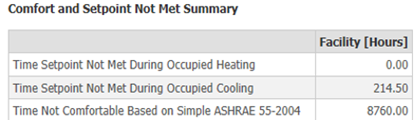 Comfort and Setpoint Not Met Summary
Facility [Hours]
Time Setpoint Not Met During Occupied Heating 0.00
Time Setpoint Not Met During Occupied Cooling 214.50
Time Not Comfortable Based on Simple ASHRAE 55-2004 8760.00